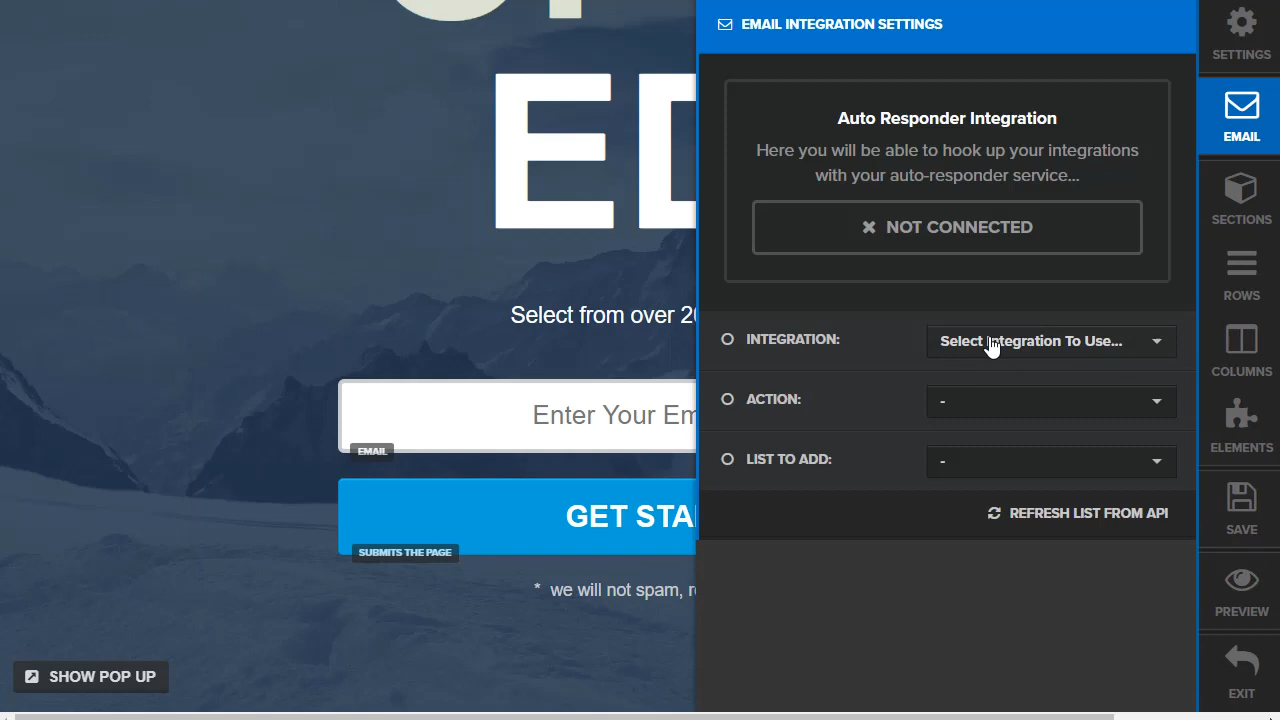 ED
Select from over 20
Enter Your Em
EMAIL
GET STA
SUBMITS THE PAGE
* we will not spam, r
SHOW POP UP
EMAIL INTEGRATION SETTINGS
Auto Responder Integration
Here you will be able to hook up your integrations
with your auto-responder service...
NOT CONNECTED
INTEGRATION:
Select Integration To Use...
ACTION:
-
LIST TO ADD:
-
REFRESH LIST FROM API
SETTINGS
EMAIL
SECTIONS
ROWS
COLUMNS
ELEMENTS
SAVE
PREVIEW
EXIT